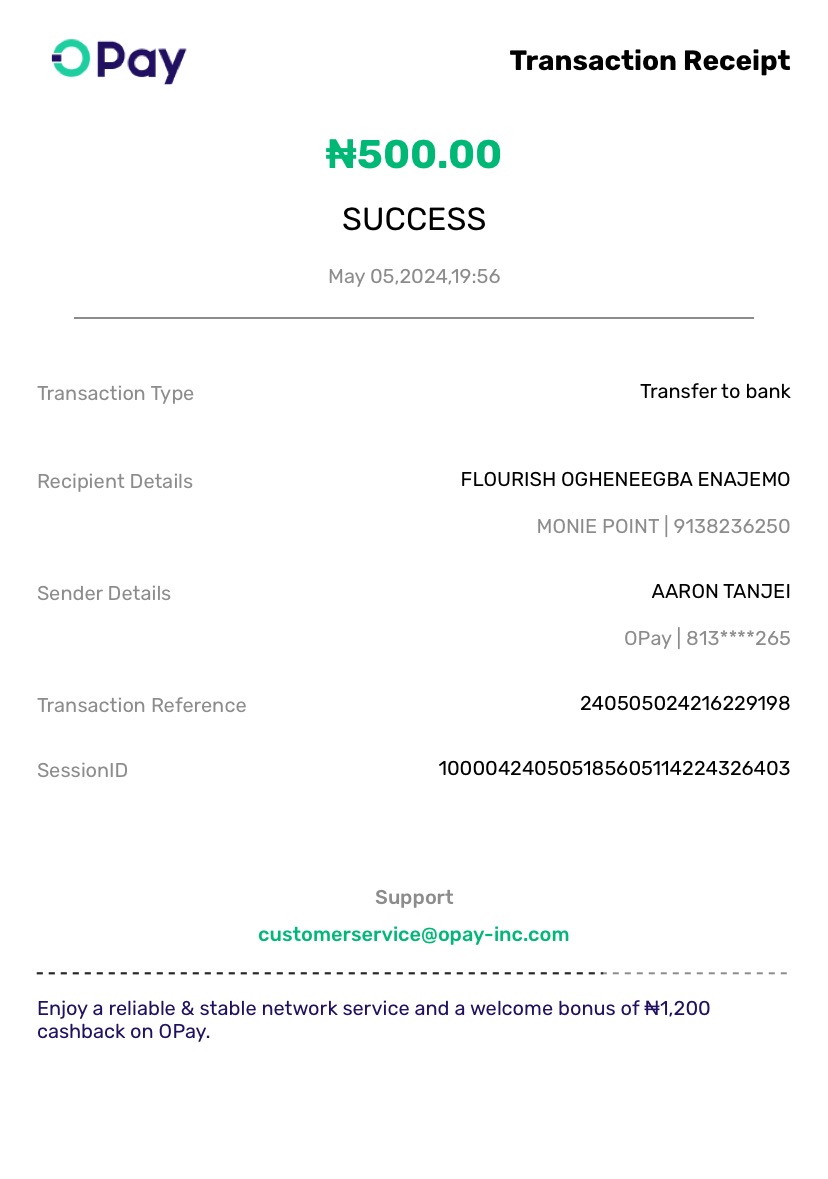 OPay
Transaction Receipt
₦500.00
SUCCESS
May 05,2024,19:56
Transaction Type
Transfer to bank
Recipient Details
FLOURISH OGHENEEGBA ENAJEMO
MONIE POINT | 9138236250
Sender Details
AARON TANJEI
OPay | 813****265
Transaction Reference
240505024216229198
SessionID
100004240505185605114224326403
Support
customerservice@opay-inc.com
Enjoy a reliable & stable network service and a welcome bonus of ₦1,200
cashback on OPay.